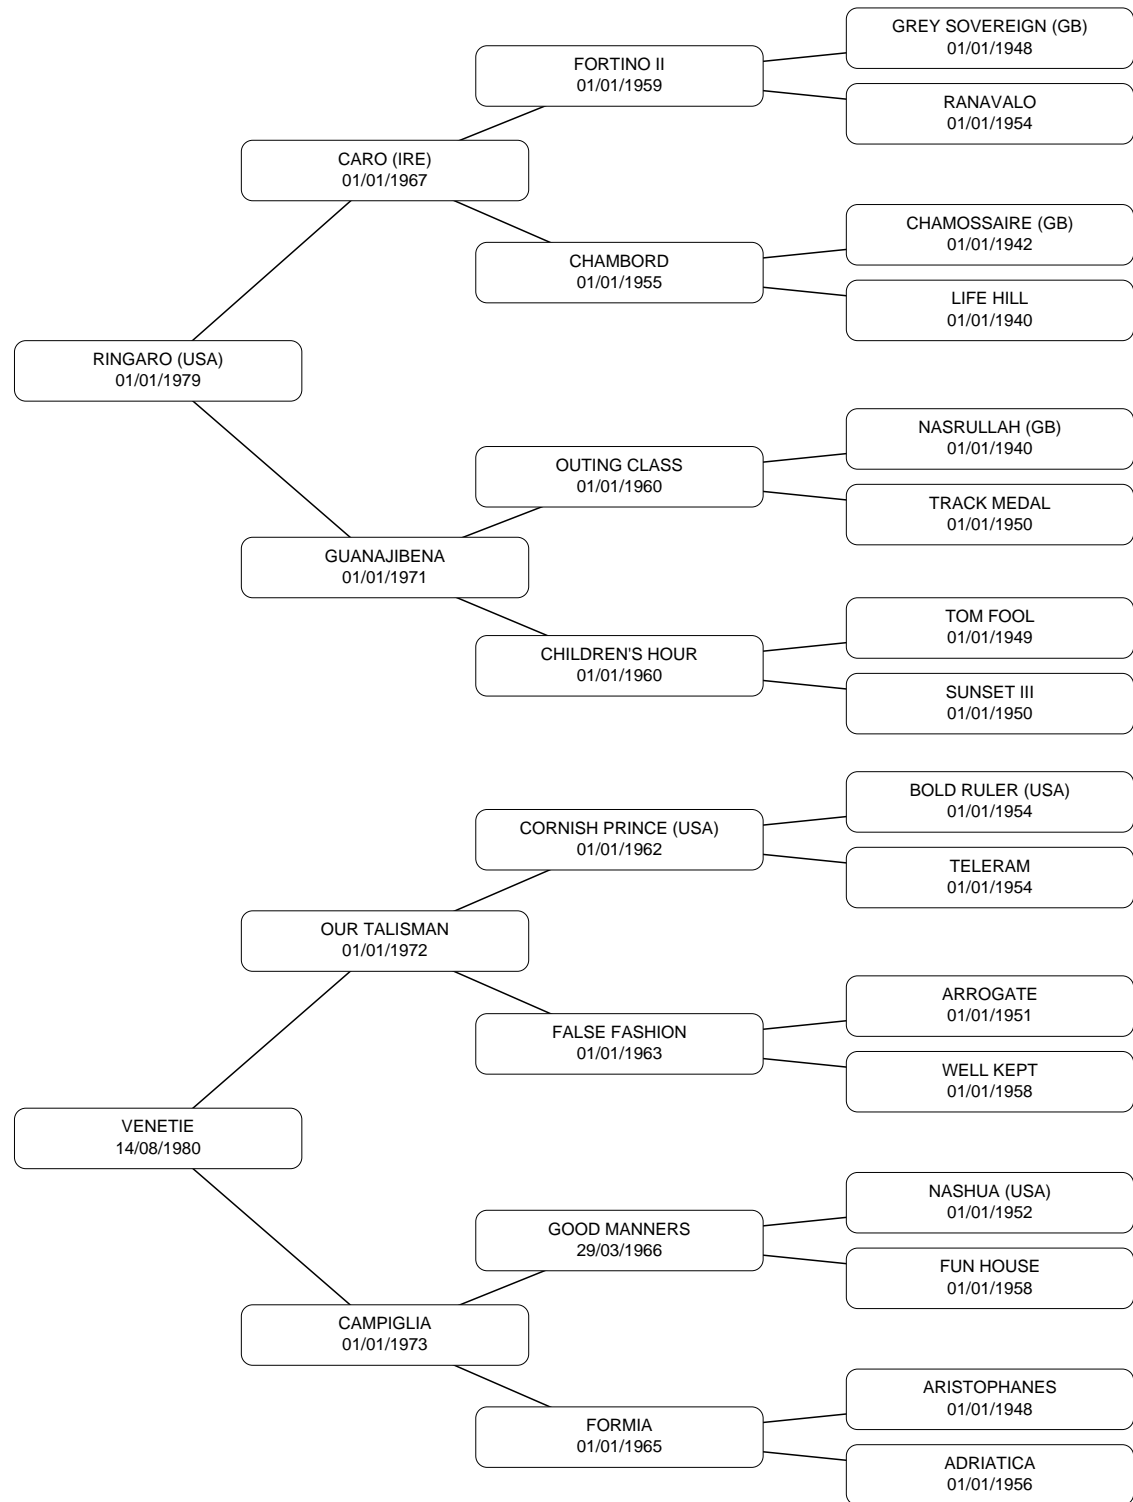 GREY SOVEREIGN (GB)
01/01/1948
FORTINO II
01/01/1959
RANAVALO
01/01/1954
CARO (IRE)
01/01/1967
CHAMOSSAIRE (GB)
01/01/1942
CHAMBORD
01/01/1955
LIFE HILL
01/01/1940
RINGARO (USA)
01/01/1979
NASRULLAH (GB)
01/01/1940
OUTING CLASS
01/01/1960
TRACK MEDAL
01/01/1950
GUANAJIBENA
01/01/1971
TOM FOOL
01/01/1949
CHILDREN'S HOUR
01/01/1960
SUNSET III
01/01/1950
BOLD RULER (USA)
01/01/1954
CORNISH PRINCE (USA)
01/01/1962
TELERAM
01/01/1954
OUR TALISMAN
01/01/1972
ARROGATE
01/01/1951
FALSE FASHION
01/01/1963
WELL KEPT
01/01/1958
VENETIE
14/08/1980
NASHUA (USA)
01/01/1952
GOOD MANNERS
29/03/1966
FUN HOUSE
01/01/1958
CAMPIGLIA
01/01/1973
ARISTOPHANES
01/01/1948
FORMIA
01/01/1965
ADRIATICA
01/01/1956